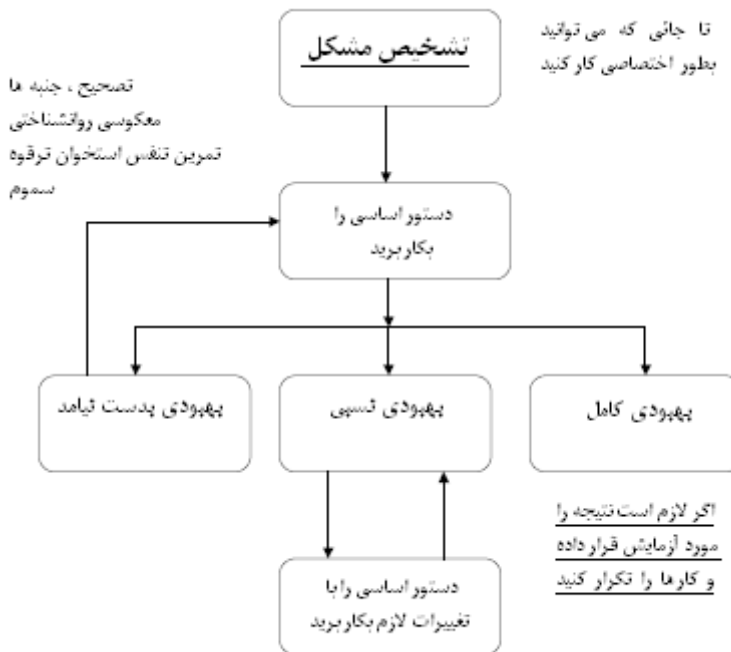 تشخیص مشکل
تا جائی که می توانید
بطور اختصاصی کار کنید
تصحیح ، جنبه ها
معکوسی روانشناختی
تمرین تنفس استخوان ترقوه
سموم
دستور اساسی را
بکار برید
بهبودی کامل
بهبودی نسبی
بهبودی بدست نیامد
اگر لازم است نتیجه را
مورد آزمایش قرار داده
و کارها را تکرار کنید
دستور اساسی را با
تغییرات لازم بکار برید